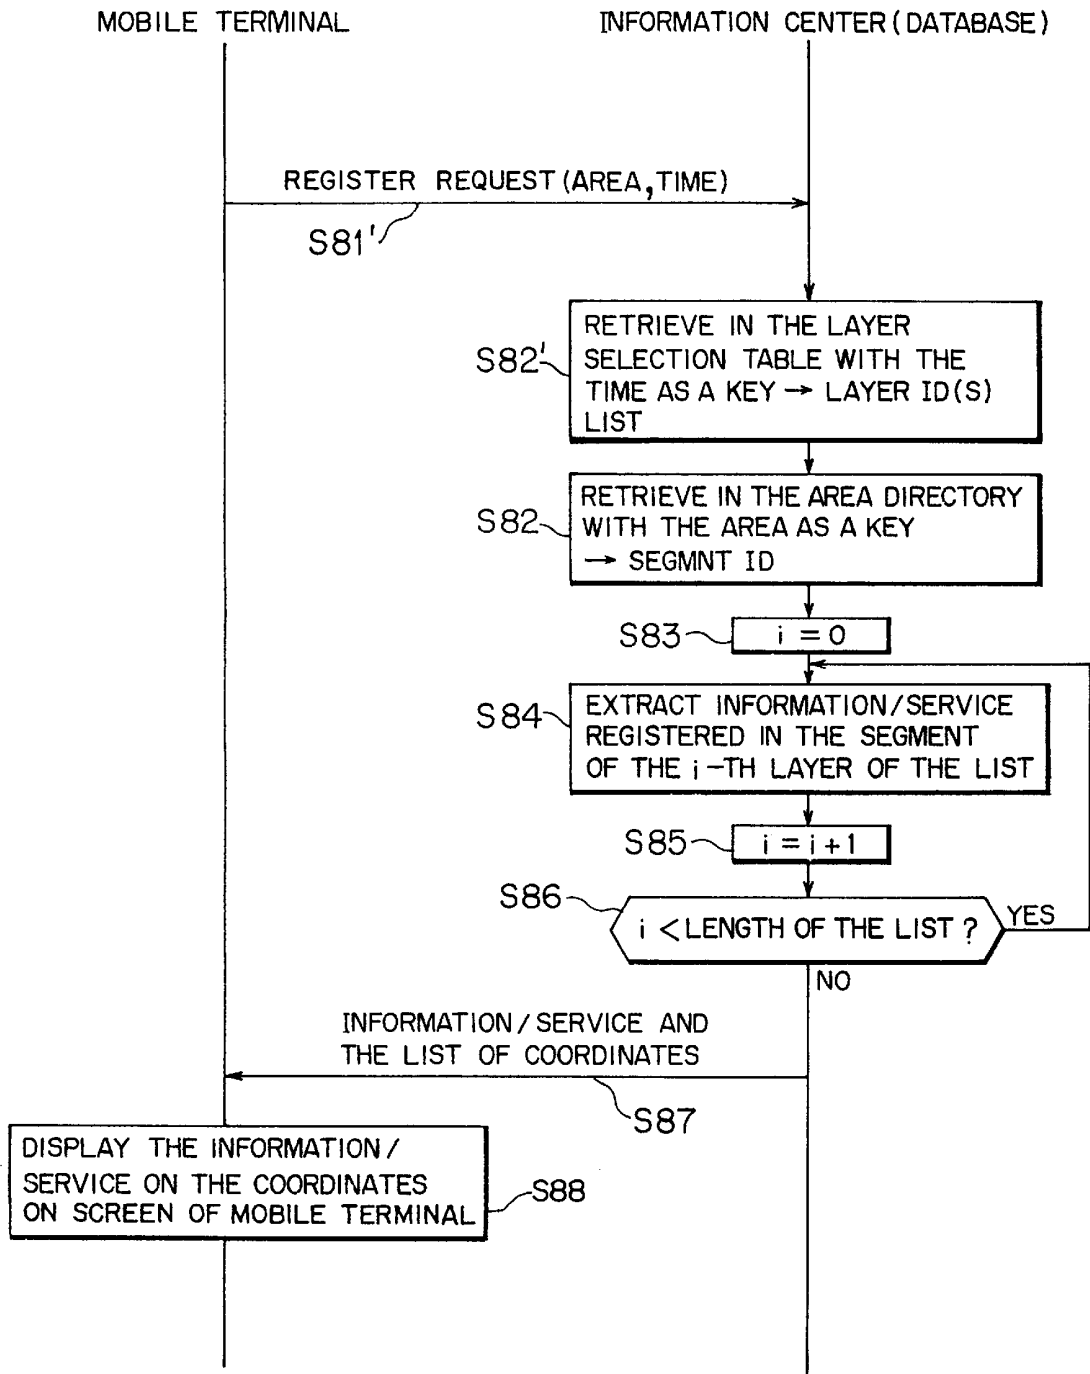 MOBILE TERMINAL
INFORMATION CENTER (DATABASE)
REGISTER REQUEST (AREA, TIME)
S81'
S82'
RETRIEVE IN THE LAYER
SELECTION TABLE WITH THE
TIME AS A KEY → LAYER ID(S)
LIST
S82
RETRIEVE IN THE AREA DIRECTORY
WITH THE AREA AS A KEY
→ SEGMNT ID
S83
i = 0
S84
EXTRACT INFORMATION/SERVICE
REGISTERED IN THE SEGMENT
OF THE i-TH LAYER OF THE LIST
S85
i = i+1
S86
i < LENGTH OF THE LIST ?
YES
NO
INFORMATION/SERVICE AND
THE LIST OF COORDINATES
S87
DISPLAY THE INFORMATION/
SERVICE ON THE COORDINATES
ON SCREEN OF MOBILE TERMINAL
S88